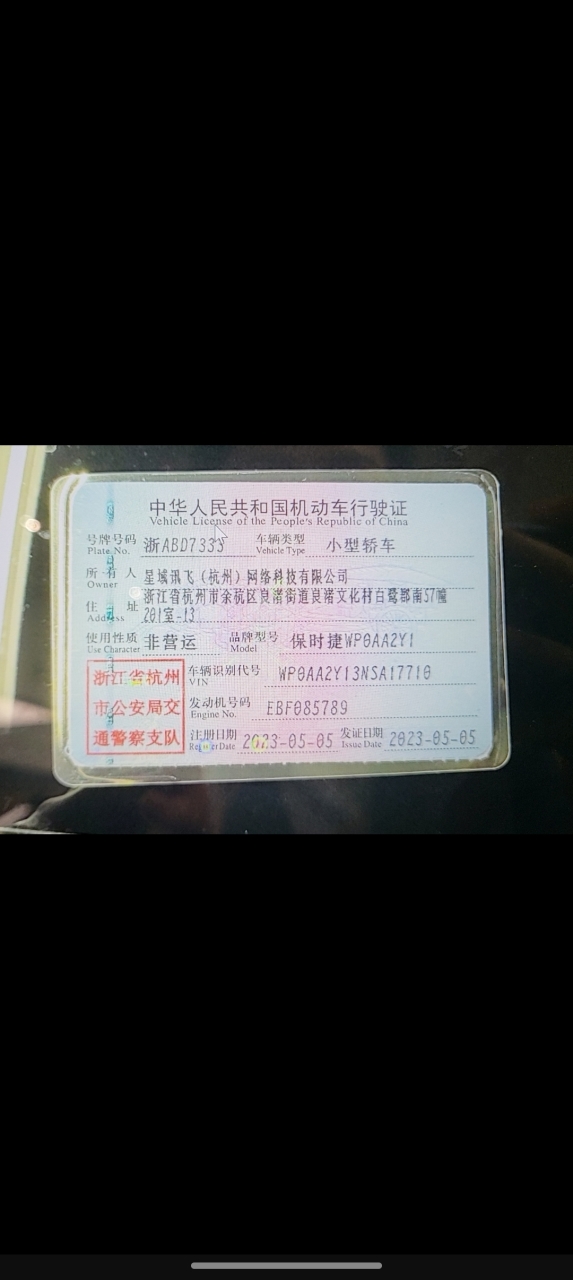 中华人民共和国机动车行驶证
Vehicle License of the People's Republic of China
号牌号码 浙ABD733S 车辆类型 小型轿车
Plate No. Vehicle Type
所有人 星域讯飞（杭州）网络科技有限公司
Owner
住址 浙江省杭州市余杭区良渚街道良渚文化村白鹭郡南57幢
Address 201室-13
使用性质 非营运 品牌型号 保时捷WP0AA2Y1
Use Character Model
浙江省杭州 车辆识别代号 WP0AA2Y13NSA17710
VIN
市公安局交 发动机号码 EBF085789
Engine No.
通警察支队 注册日期 2023-05-05 发证日期 2023-05-05
Issue Date